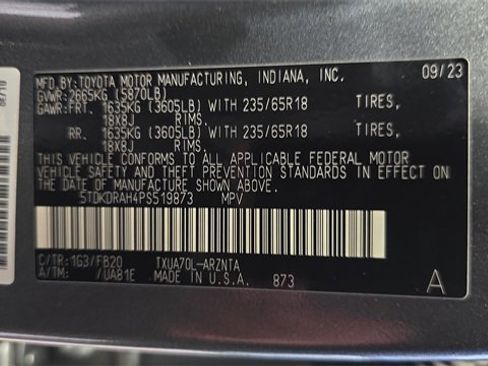 MFD.BY:TOYOTA MOTOR MANUFACTURING, INDIANA, INC. 09/23
GVWR:2665KG (5870LB)
GAWR:FRT. 1635KG (3605LB) WITH 235/65R18 TIRES,
18X8J RIMS.
RR. 1635KG (3605LB) WITH 235/65R18 TIRES,
18X8J RIMS.
THIS VEHICLE CONFORMS TO ALL APPLICABLE FEDERAL MOTOR
VEHICLE SAFETY AND THEFT PREVENTION STANDARDS IN EFFECT ON
THE DATE OF MANUFACTURE SHOWN ABOVE.
5TDKDRAH4PS519873 MPV
C/TR:1G3/FB20 TXUA70L-ARZNTA
A/TM: /UA81E MADE IN U.S.A. 873 A